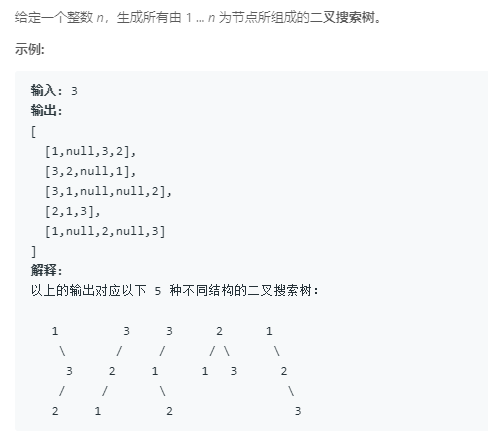 给定一个整数 n，生成所有由 1 ... n 为节点所组成的二叉搜索树。
示例:
输入: 3
输出:
[
  [1,null,3,2],
  [3,2,null,1],
  [3,1,null,null,2],
  [2,1,3],
  [1,null,2,null,3]
]
解释:
以上的输出对应以下 5 种不同结构的二叉搜索树:
   1         3     3      2      1
    \       /     /      / \      \
     3     2     1      1   3      2
    /     /       \                 \
   2     1         2                 3